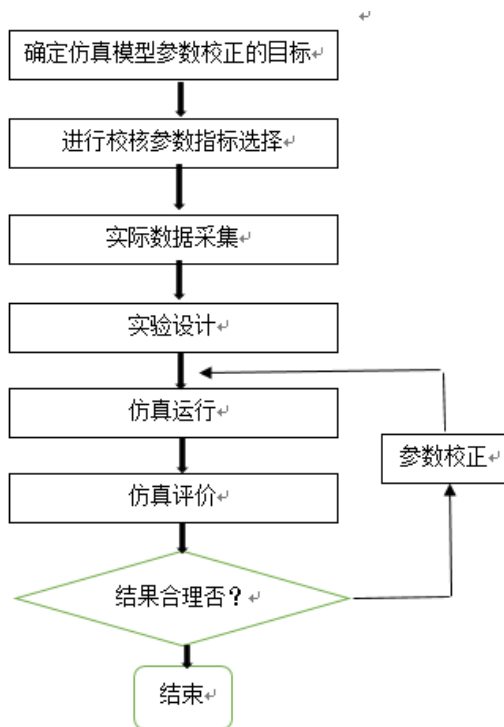 确定仿真模型参数校正的目标
进行校核参数指标选择
实际数据采集
实验设计
仿真运行
参数校正
仿真评价
结果合理否？
结束